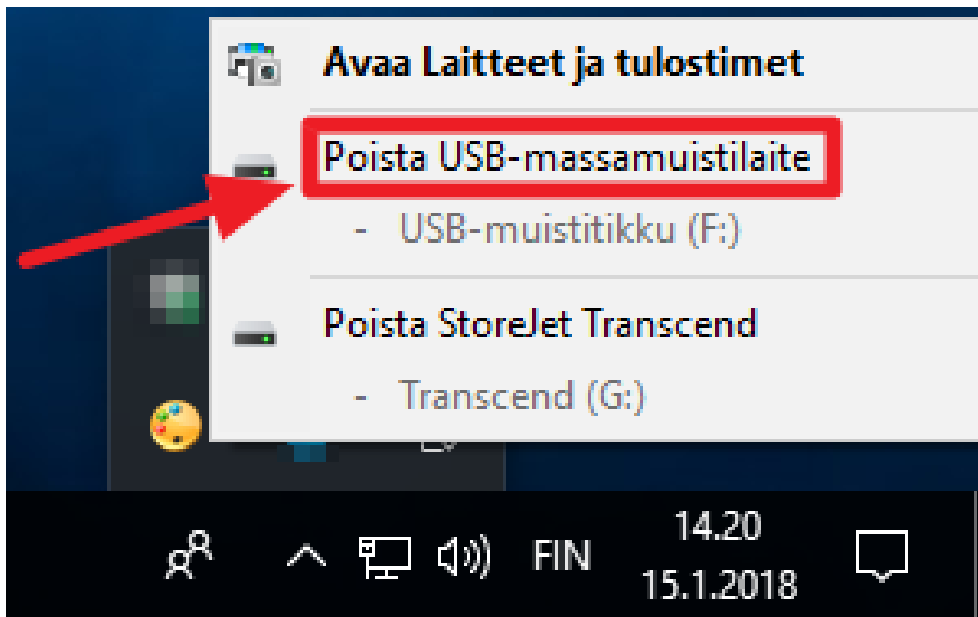 Avaa Laitteet ja tulostimet
Poista USB-massamuistilaite
- USB-muistitikku (F:)
Poista StoreJet Transcend
- Transcend (G:)
FIN
14.20
15.1.2018